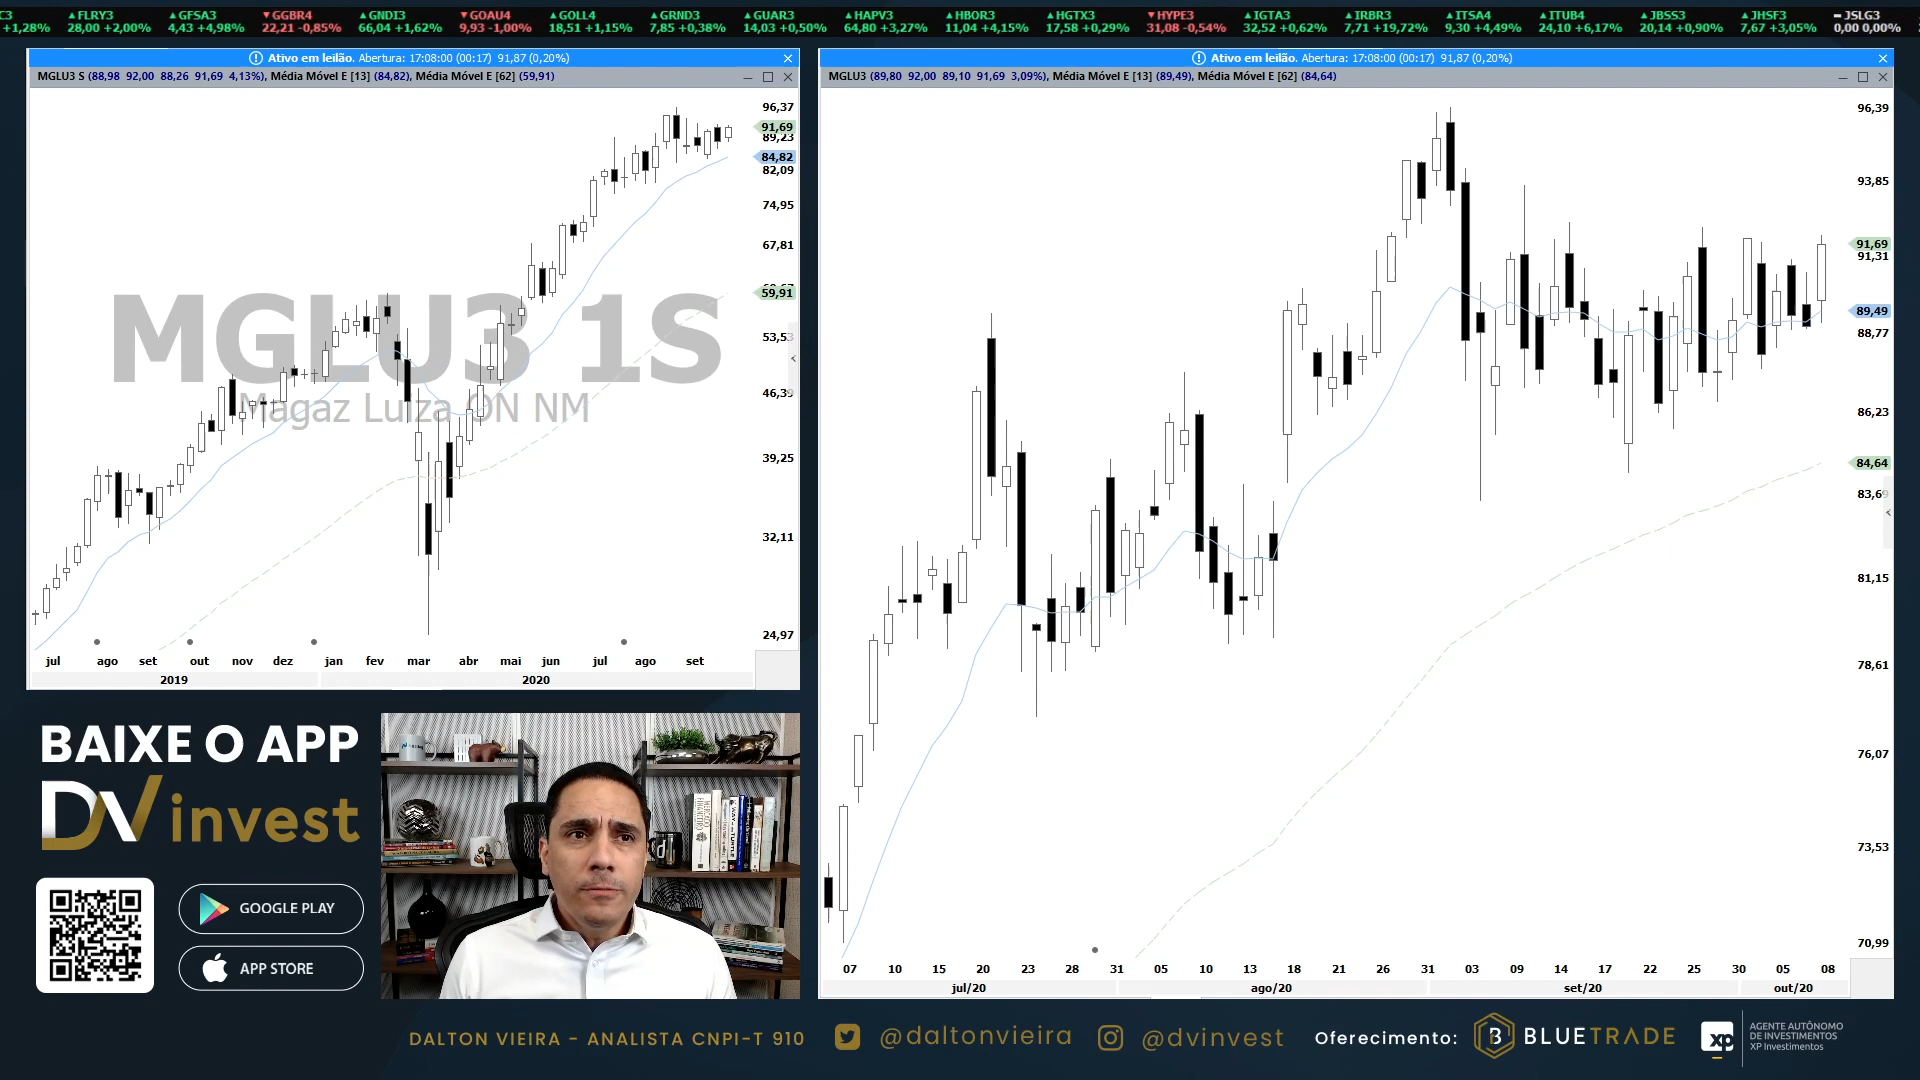 C3 ▲FLRY3 ▲GFSA3 ▼GGBR4 ▲GNDI3 ▼GOAU4 ▲GOLL4 ▲GRND3 ▲GUAR3 ▲HAPV3 ▲HBOR3 ▲HGTX3 ▼HYPE3 ▲IGTA3 ▲IRBR3 ▲ITSA4 ▲ITUB4 ▲JBSS3 ▲JHSF3 JSLG3
+1,28% 28,00 +2,00% 4,43 +4,98% 22,21 -0,85% 66,04 +1,62% 9,93 -1,00% 18,51 +1,15% 7,85 +0,38% 14,03 +0,50% 64,80 +3,27% 11,04 +4,15% 17,58 +0,29% 31,08 -0,54% 32,52 +0,62% 7,71 +19,72% 9,30 +4,49% 24,10 +6,17% 20,14 +0,90% 7,67 +3,05% 0,00 0,00%
Ativo em leilão. Abertura: 17:08:00 (00:17) 91,87 (0,20%)
MGLU3 S (88,98 92,00 88,26 91,69 4,13%), Média Móvel E [13] (84,82), Média Móvel E [62] (59,91)
96,37
91,69
89,23
84,82
82,09
74,95
67,81
59,91
53,53
46,39
39,25
32,11
24,97
MGLU3 1S
Magaz Luiza ON NM
jul ago set out nov dez jan fev mar abr mai jun jul ago set
2019 2020
Ativo em leilão. Abertura: 17:08:00 (00:17) 91,87 (0,20%)
MGLU3 (89,80 92,00 89,10 91,69 3,09%), Média Móvel E [13] (89,49), Média Móvel E [62] (84,64)
96,39
93,85
91,69
91,31
89,49
88,77
86,23
84,64
83,69
81,15
78,61
76,07
73,53
70,99
07 10 15 20 23 28 31 05 10 13 18 21 26 31 03 09 14 17 22 25 30 05 08
jul/20 ago/20 set/20 out/20
BAIXE O APP
DV invest
GOOGLE PLAY
APP STORE
DALTON VIEIRA - ANALISTA CNPI-T 910
@daltonvieira
@dvinvest
Oferecimento:
B BLUETRADE
xp
AGENTE AUTÔNOMO
DE INVESTIMENTOS
XP Investimentos